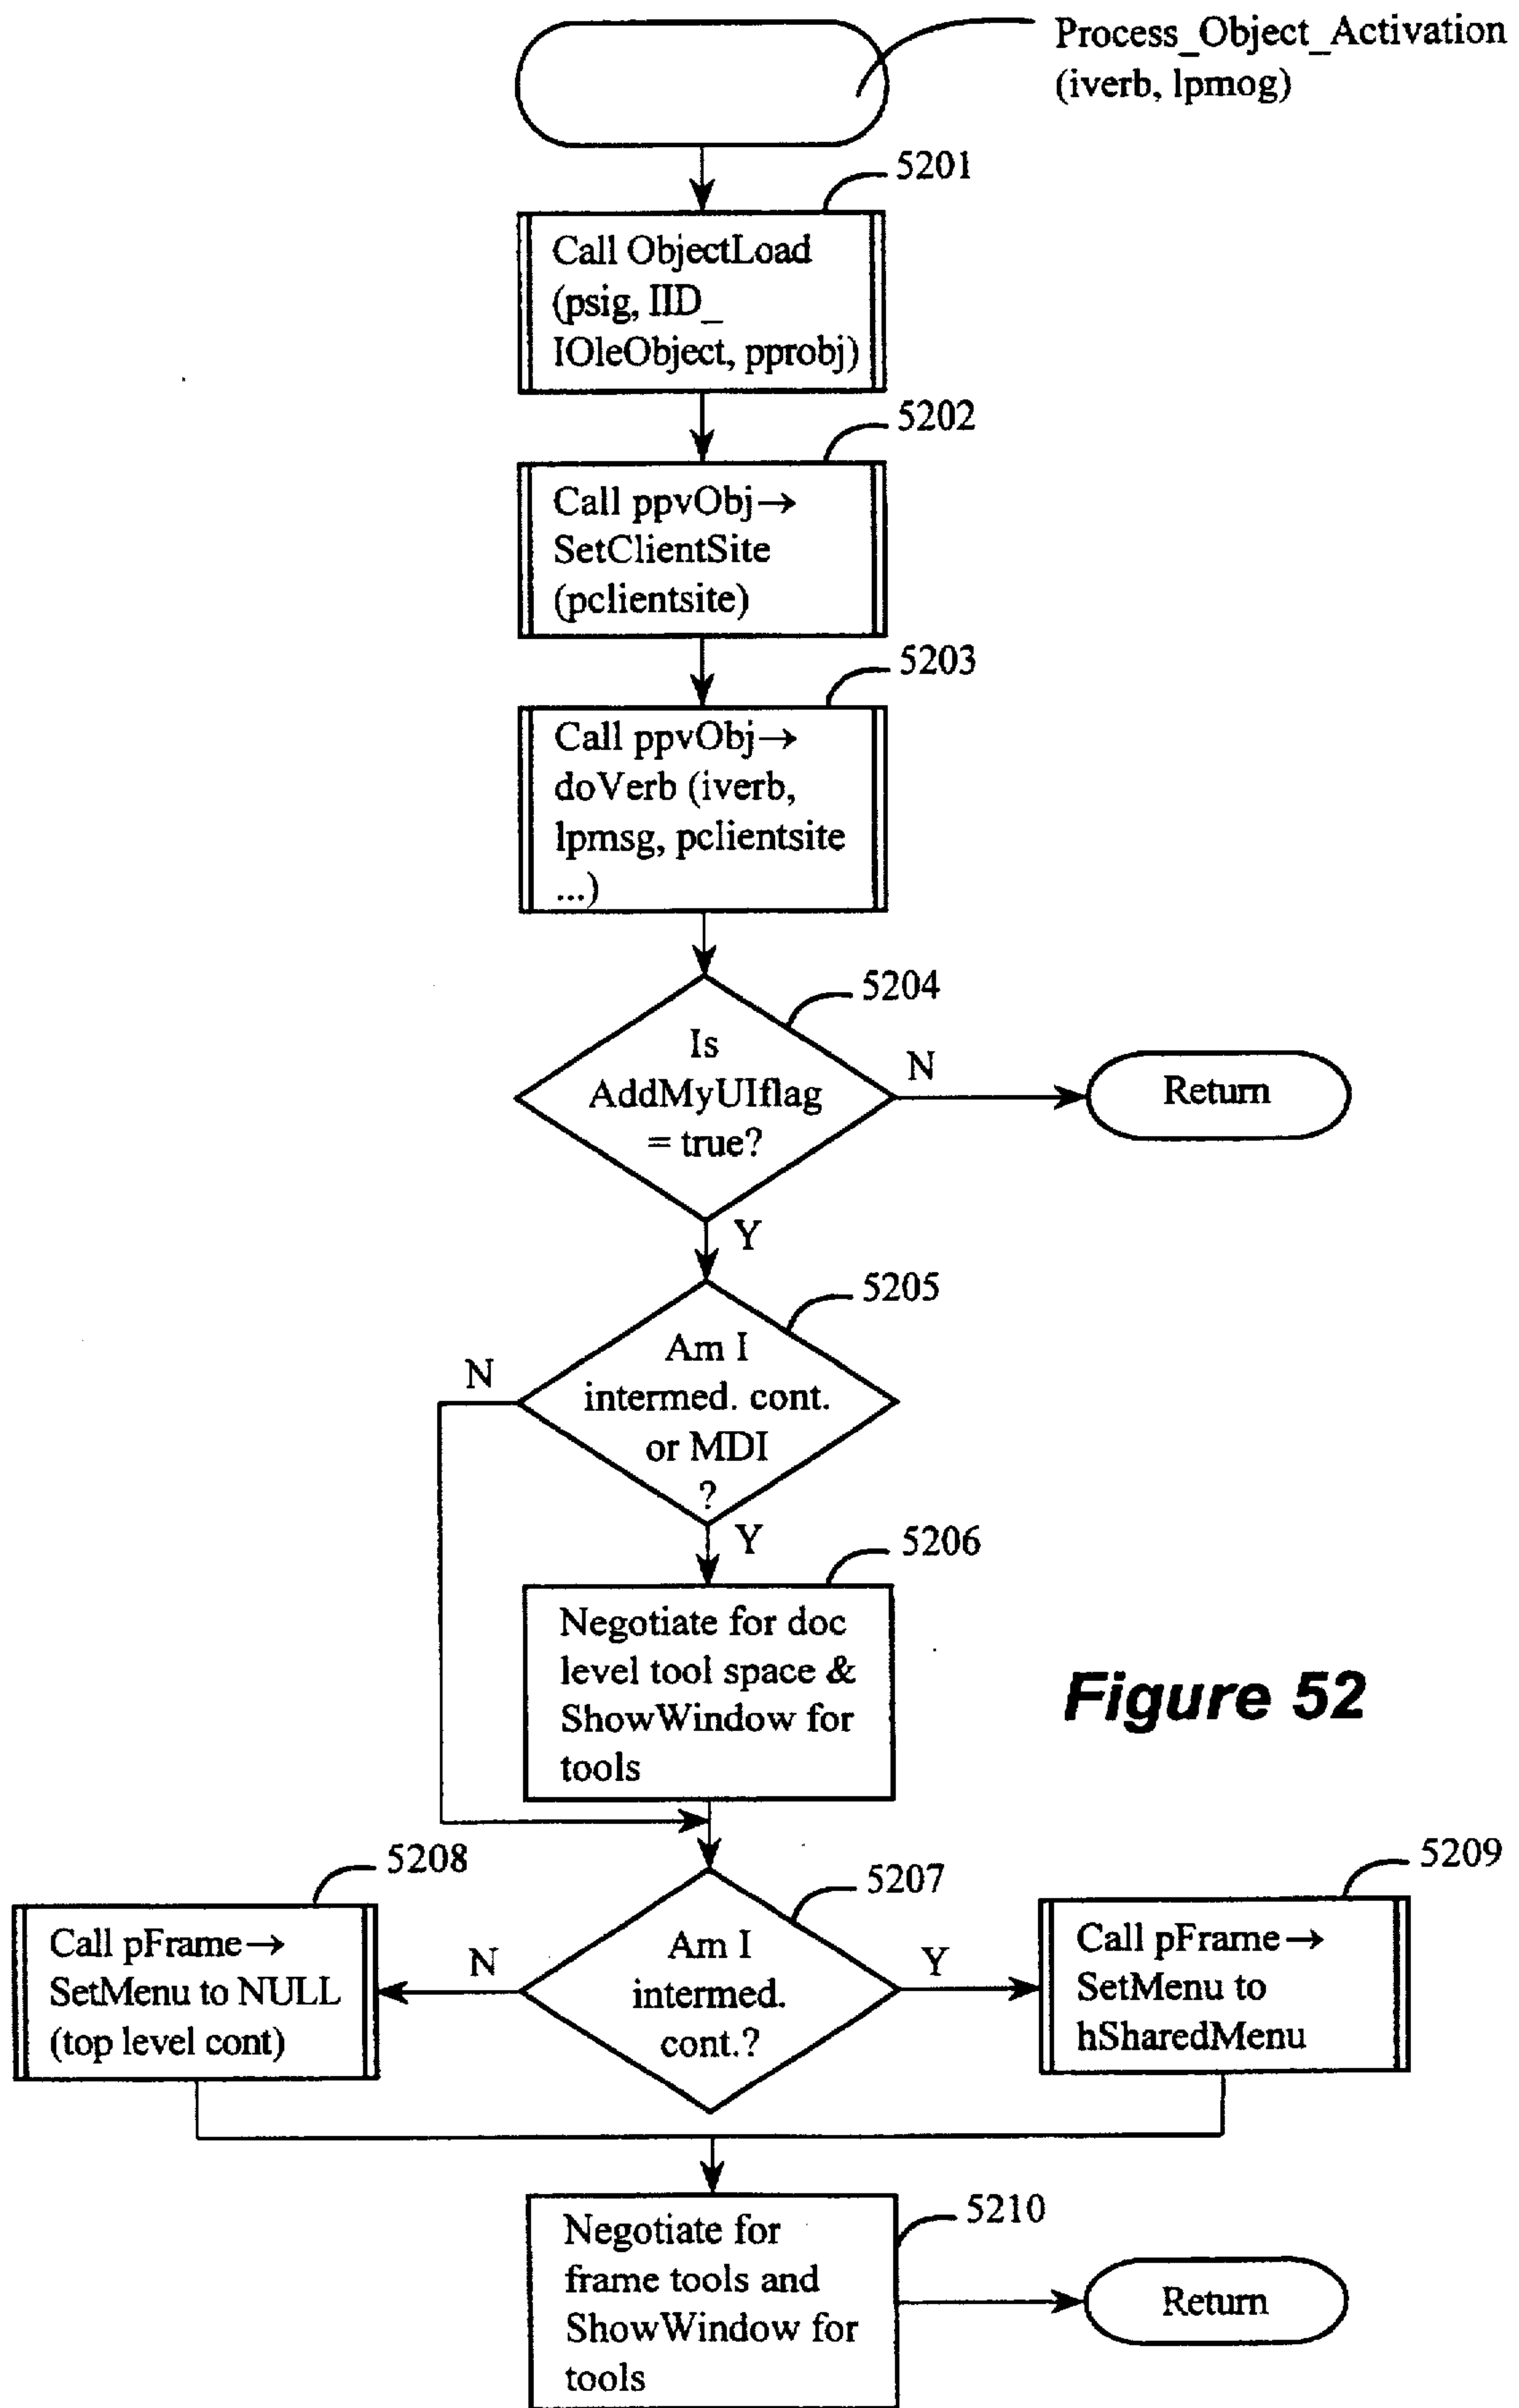 Process_Object_Activation
(iverb, lpmog)
5201
Call ObjectLoad
(psig, IID_
IOleObject, pprobj)
5202
Call ppvObj→
SetClientSite
(pclientsite)
5203
Call ppvObj→
doVerb (iverb,
lpmsg, pclientsite
...)
5204
Is
AddMyUIflag
= true?
N
Return
Y
5205
Am I
intermed. cont.
or MDI
?
N
Y
5206
Negotiate for doc
level tool space &
ShowWindow for
tools
Figure 52
5208
Call pFrame→
SetMenu to NULL
(top level cont)
5207
Am I
intermed.
cont.?
N
Y
5209
Call pFrame→
SetMenu to
hSharedMenu
5210
Negotiate for
frame tools and
ShowWindow for
tools
Return